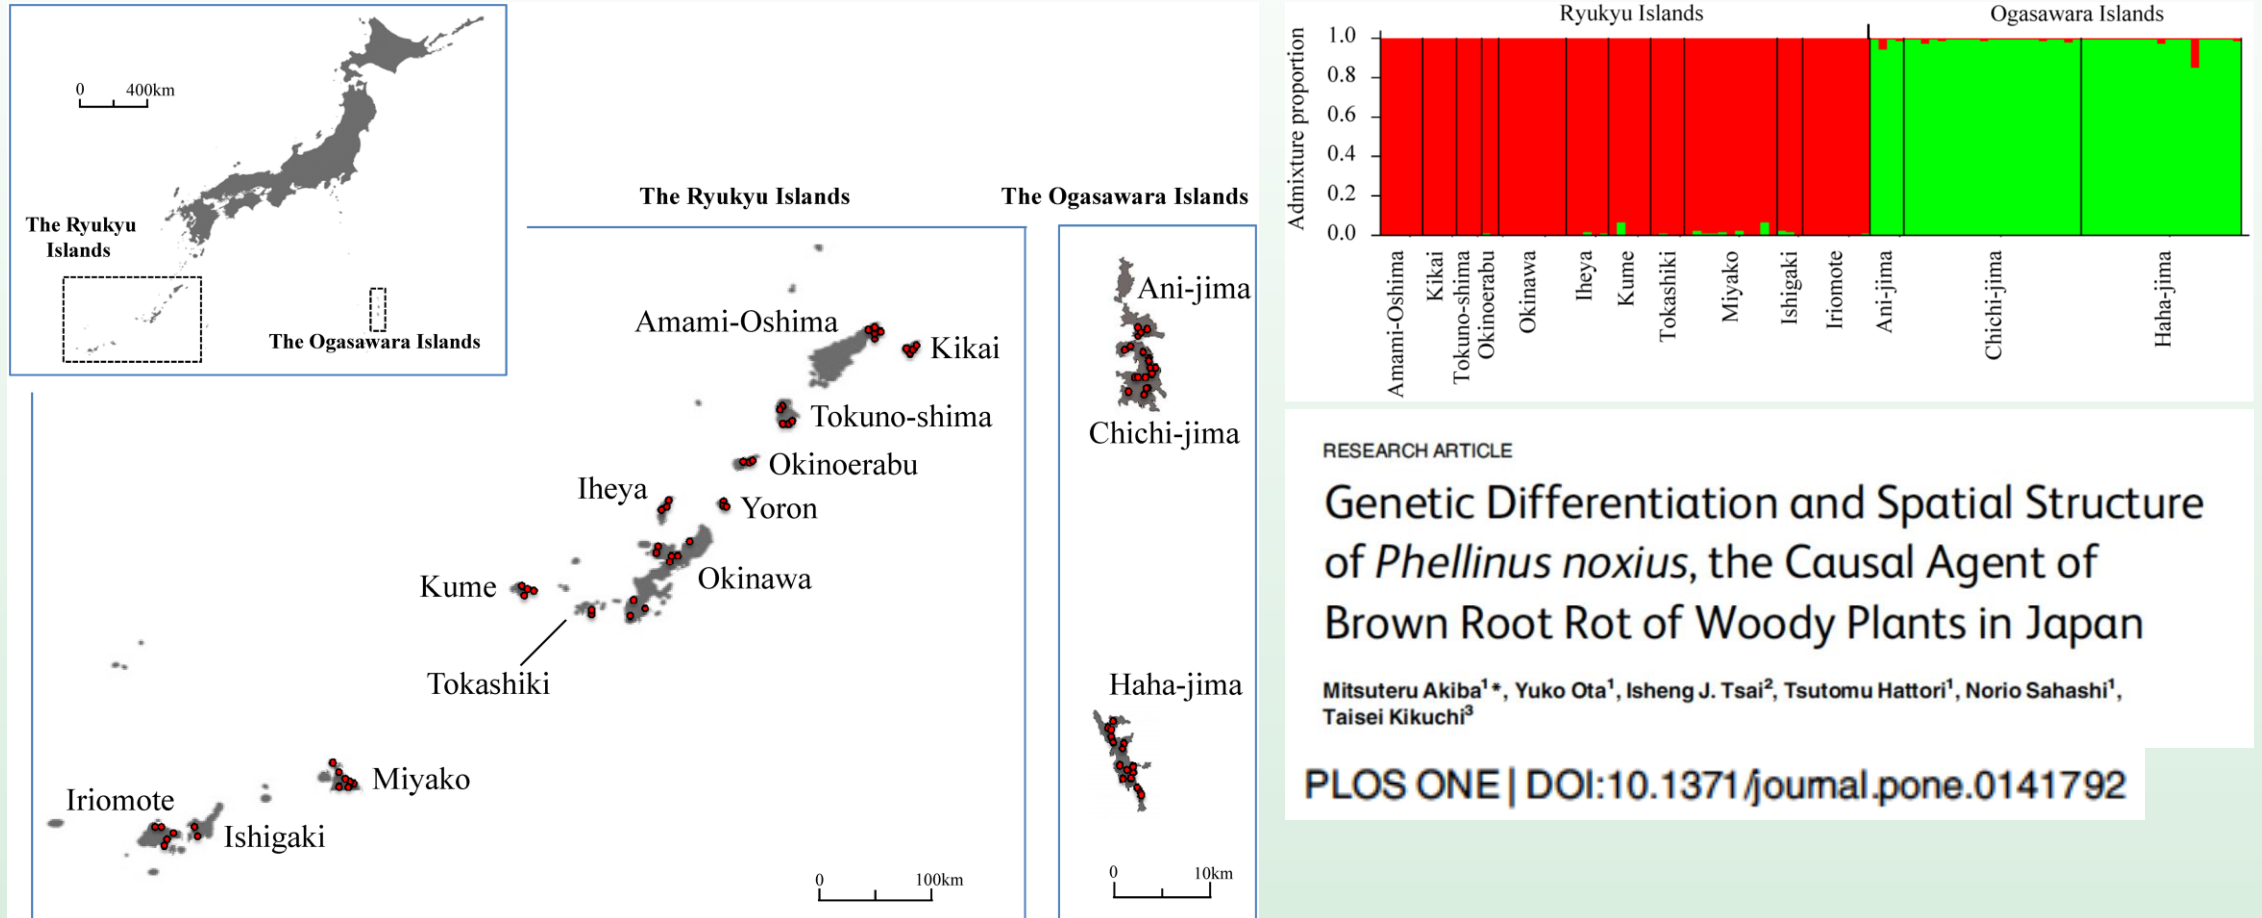 0 400km
The Ryukyu
Islands
The Ogasawara Islands
The Ryukyu Islands
The Ogasawara Islands
Amami-Oshima
Kikai
Tokuno-shima
Okinoerabu
Iheya
Yoron
Okinawa
Kume
Tokashiki
Miyako
Iriomote
Ishigaki
0 100km
Ani-jima
Chichi-jima
Haha-jima
0 10km
Ryukyu Islands
Ogasawara Islands
Admixture proportion
1.0
0.8
0.6
0.4
0.2
0.0
Amami-Oshima
Kikai
Tokuno-shima
Okinoerabu
Okinawa
Iheya
Kume
Tokashiki
Miyako
Ishigaki
Iriomote
Ani-jima
Chichi-jima
Haha-jima
RESEARCH ARTICLE
Genetic Differentiation and Spatial Structure
of Phellinus noxius, the Causal Agent of
Brown Root Rot of Woody Plants in Japan
Mitsuteru Akiba¹*, Yuko Ota¹, Isheng J. Tsai², Tsutomu Hattori¹, Norio Sahashi¹,
Taisei Kikuchi³
PLOS ONE | DOI:10.1371/journal.pone.0141792